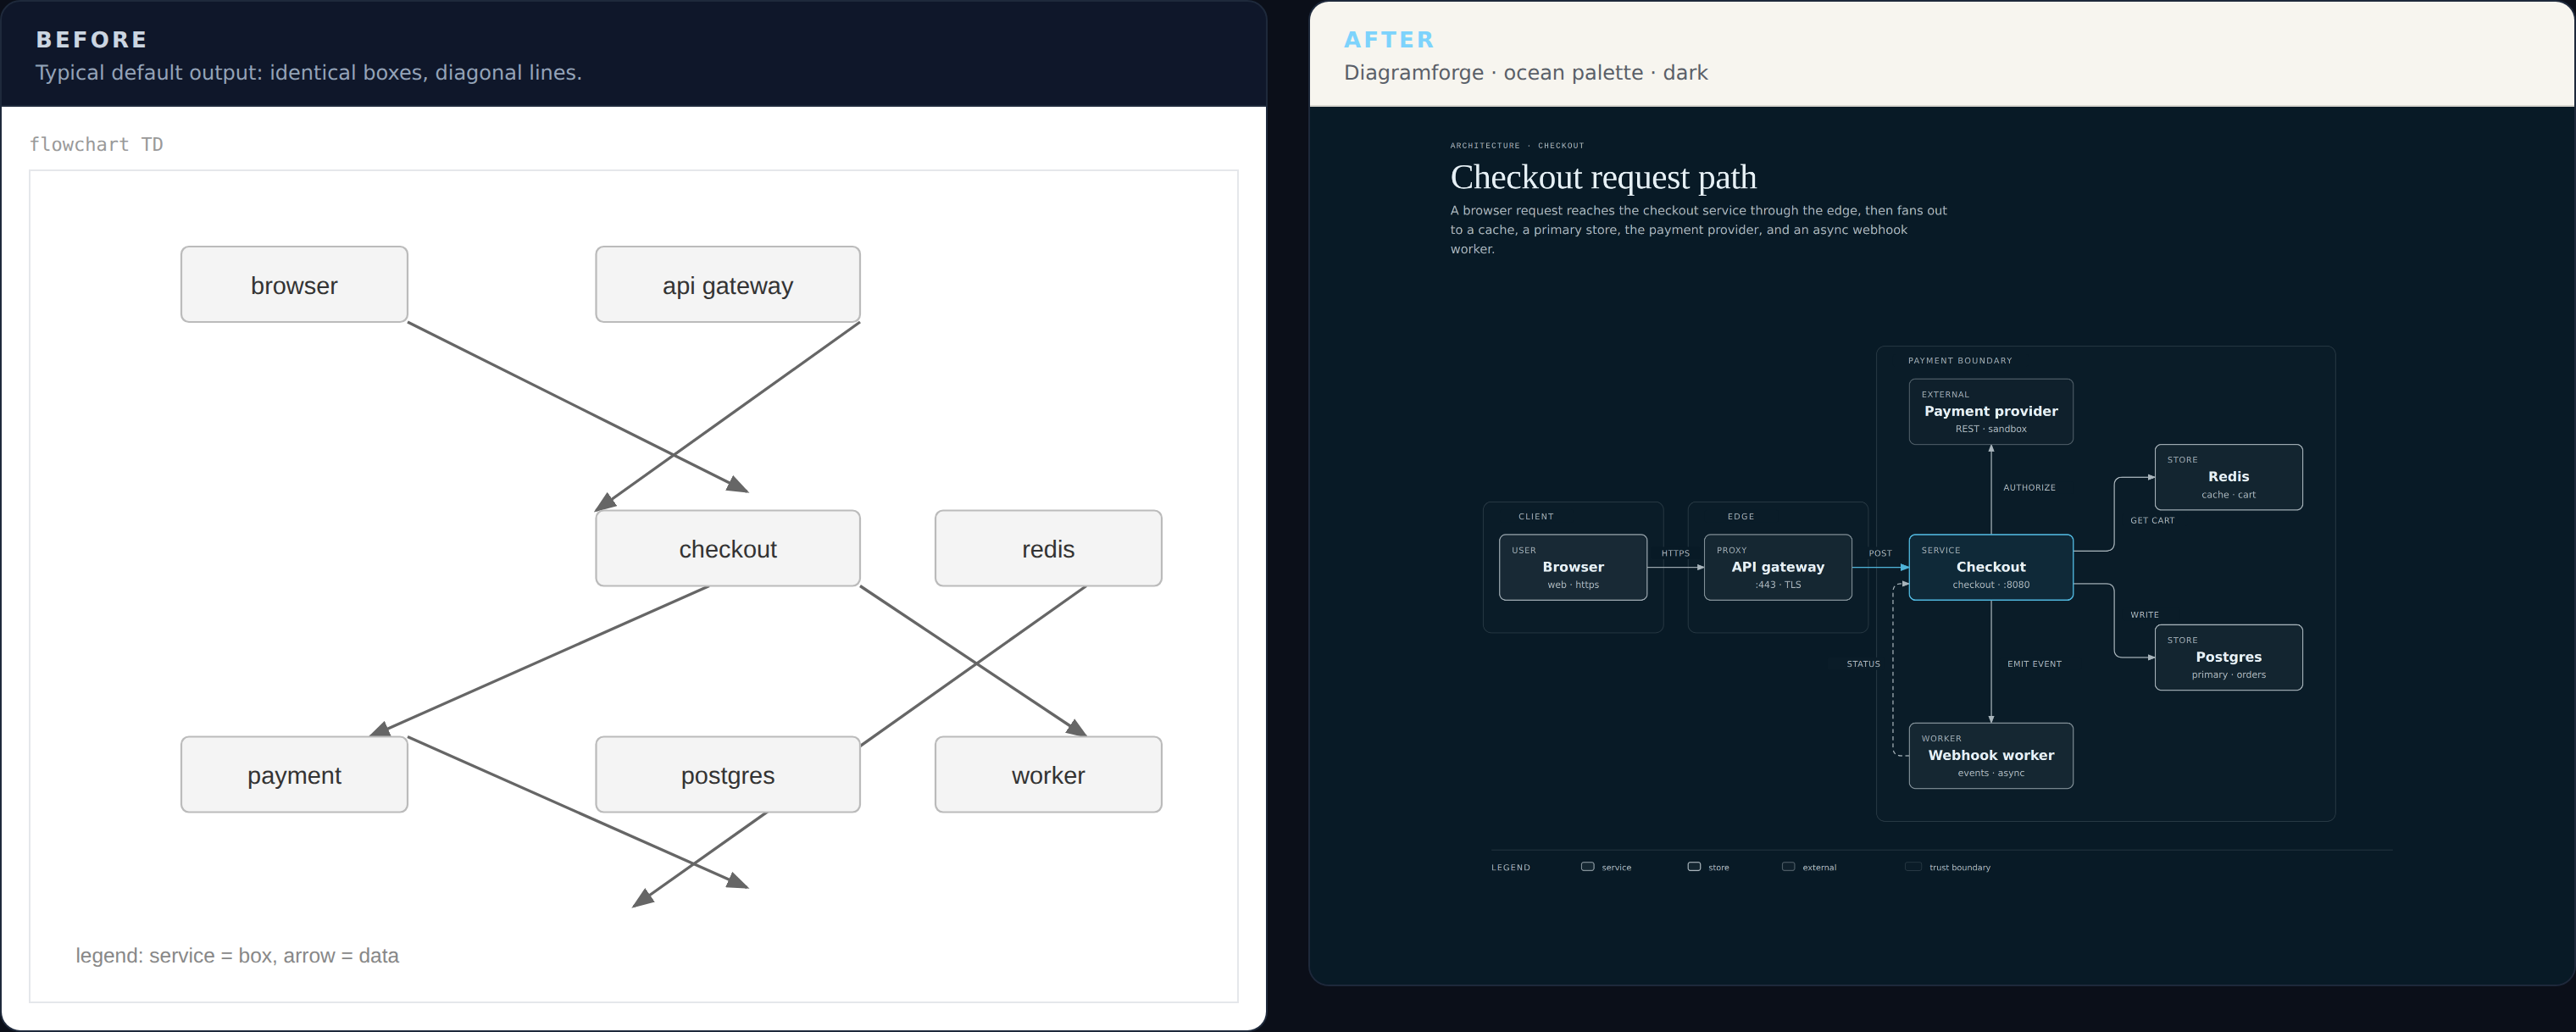 BEFORE
Typical default output: identical boxes, diagonal lines.
flowchart TD
browser
api gateway
checkout
redis
payment
postgres
worker
legend: service = box, arrow = data
AFTER
Diagramforge · ocean palette · dark
ARCHITECTURE · CHECKOUT
Checkout request path
A browser request reaches the checkout service through the edge, then fans out
to a cache, a primary store, the payment provider, and an async webhook
worker.
PAYMENT BOUNDARY
EXTERNAL
Payment provider
REST · sandbox
STORE
Redis
cache · cart
AUTHORIZE
GET CART
CLIENT
USER
Browser
web · https
HTTPS
EDGE
PROXY
API gateway
:443 · TLS
POST
SERVICE
Checkout
checkout · :8080
WRITE
STORE
Postgres
primary · orders
STATUS
EMIT EVENT
WORKER
Webhook worker
events · async
LEGEND
service
store
external
trust boundary